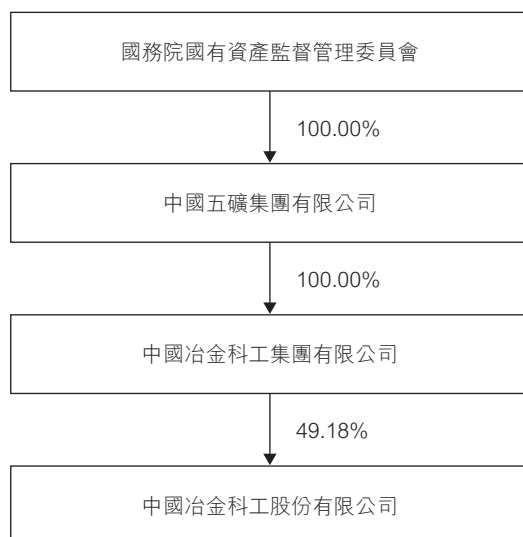 國務院國有資產監督管理委員會
100.00%
中國五礦集團有限公司
100.00%
中國冶金科工集團有限公司
49.18%
中國冶金科工股份有限公司